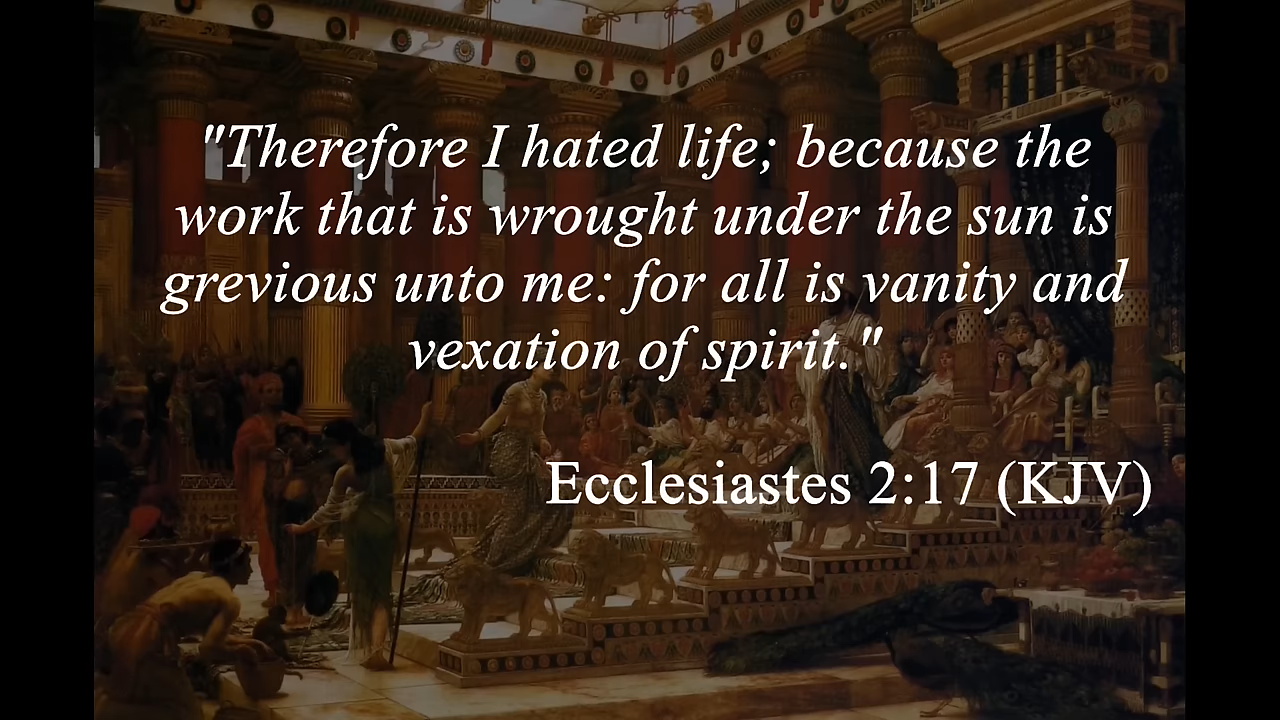 "Therefore I hated life; because the
work that is wrought under the sun is
grevious unto me: for all is vanity and
vexation of spirit."
Ecclesiastes 2:17 (KJV)